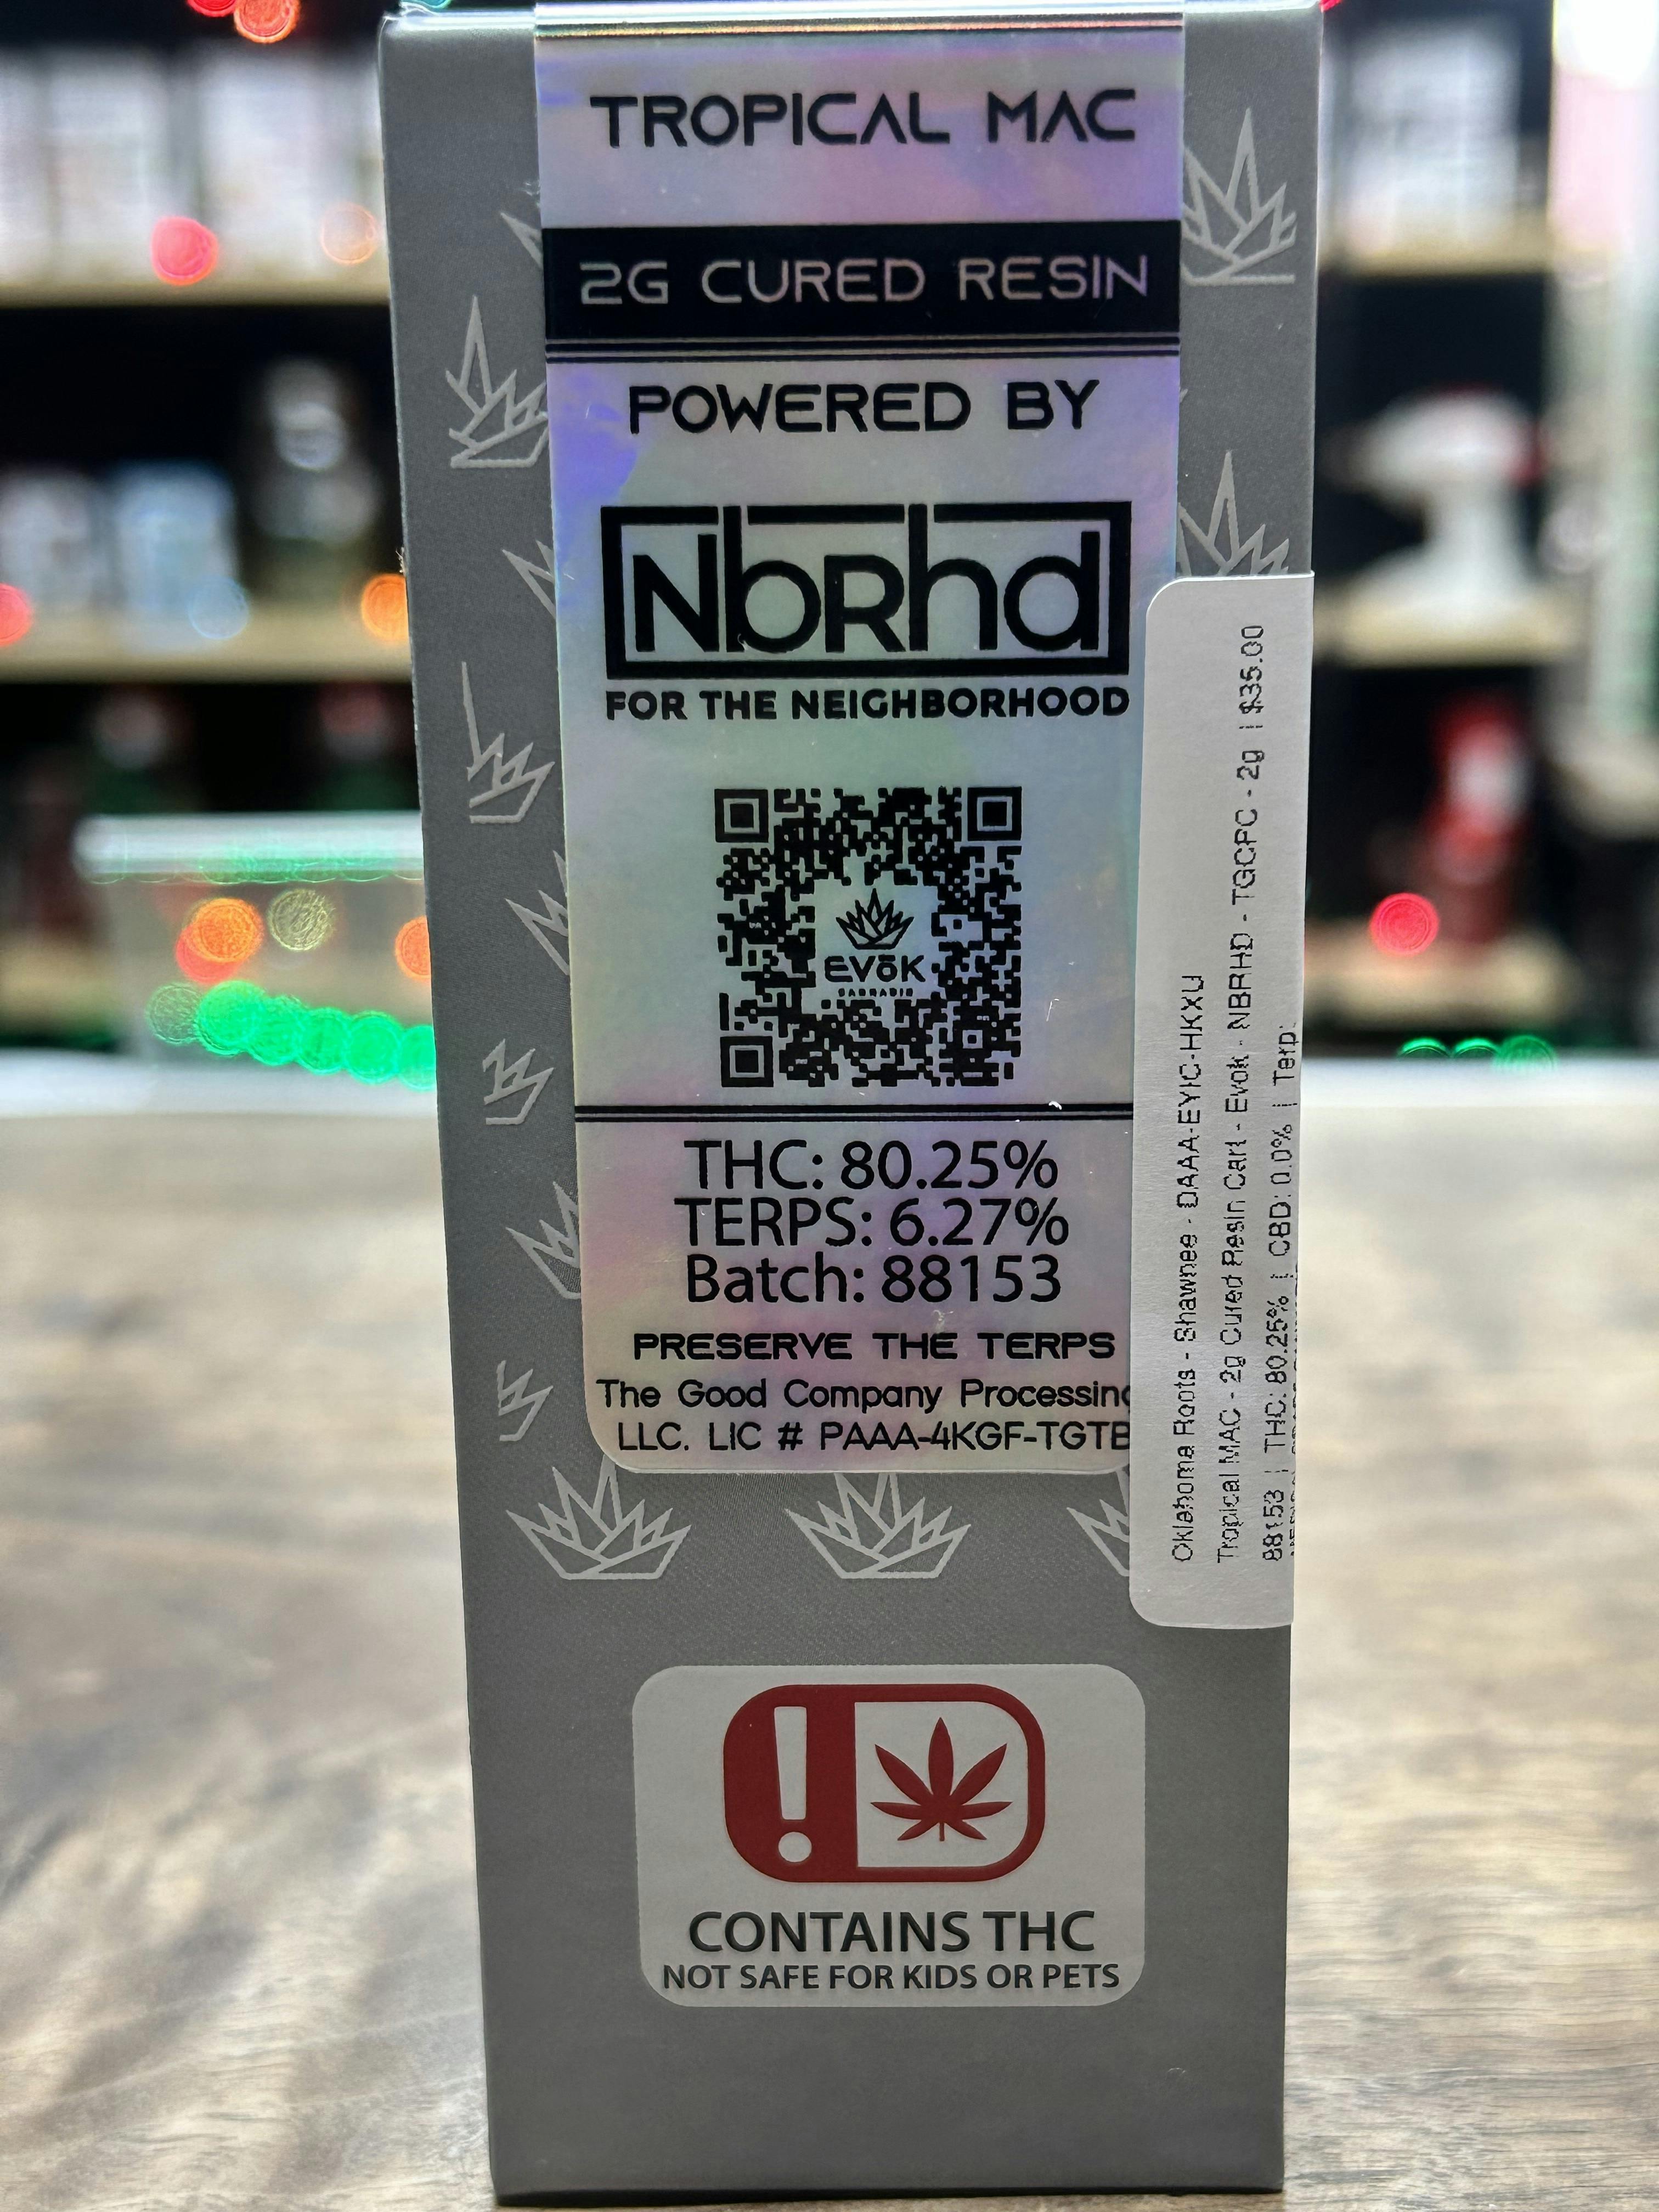 TROPICAL MAC
2G CURED RESIN
POWERED BY
NbRhd
FOR THE NEIGHBORHOOD
EVōK
CANNABIS
THC: 80.25%
TERPS: 6.27%
Batch: 88153
PRESERVE THE TERPS
The Good Company Processing
LLC. LIC # PAAA-4KGF-TGTB
Oklahoma Roots - Shawnee - DAAA-EYIC-HKXU
Tropical MAC - 2g Cured Resin Cart - Evok - NBRHD - TGCPC - 2g | $35.00
88153 | THC: 80.25% | CBD: 0.0% | Terp:
CONTAINS THC
NOT SAFE FOR KIDS OR PETS